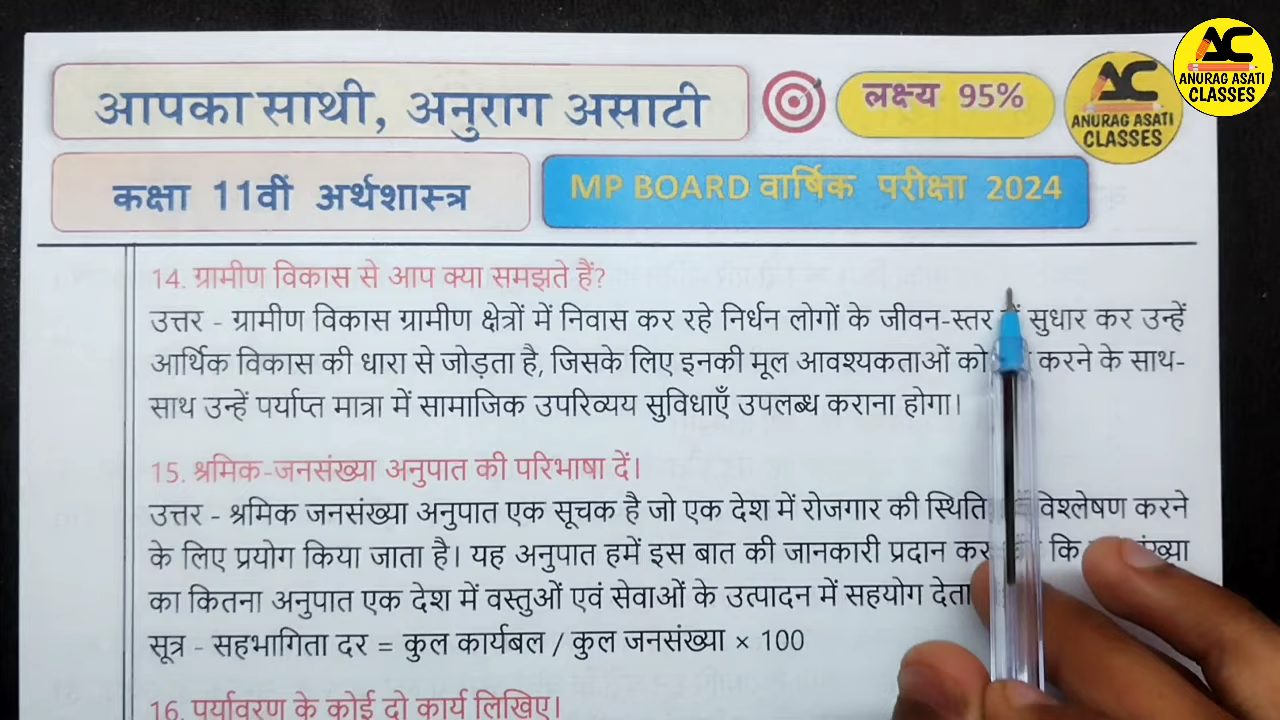 आपका साथी, अनुराग असाटी
लक्ष्य 95%
AC
ANURAG ASATI
CLASSES
AC
ANURAG ASATI
CLASSES
कक्षा 11वीं अर्थशास्त्र
MP BOARD वार्षिक परीक्षा 2024
14. ग्रामीण विकास से आप क्या समझते हैं?
उत्तर - ग्रामीण विकास ग्रामीण क्षेत्रों में निवास कर रहे निर्धन लोगों के जीवन-स्तर में सुधार कर उन्हें
आर्थिक विकास की धारा से जोड़ता है, जिसके लिए इनकी मूल आवश्यकताओं को करने के साथ-
साथ उन्हें पर्याप्त मात्रा में सामाजिक उपरिव्यय सुविधाएँ उपलब्ध कराना होगा।
15. श्रमिक-जनसंख्या अनुपात की परिभाषा दें।
उत्तर - श्रमिक जनसंख्या अनुपात एक सूचक है जो एक देश में रोजगार की स्थिति विश्लेषण करने
के लिए प्रयोग किया जाता है। यह अनुपात हमें इस बात की जानकारी प्रदान कि
का कितना अनुपात एक देश में वस्तुओं एवं सेवाओं के उत्पादन में सहयोग देता
सूत्र - सहभागिता दर = कुल कार्यबल / कुल जनसंख्या × 100
16. पर्यावरण के कोई दो कार्य लिखिए।